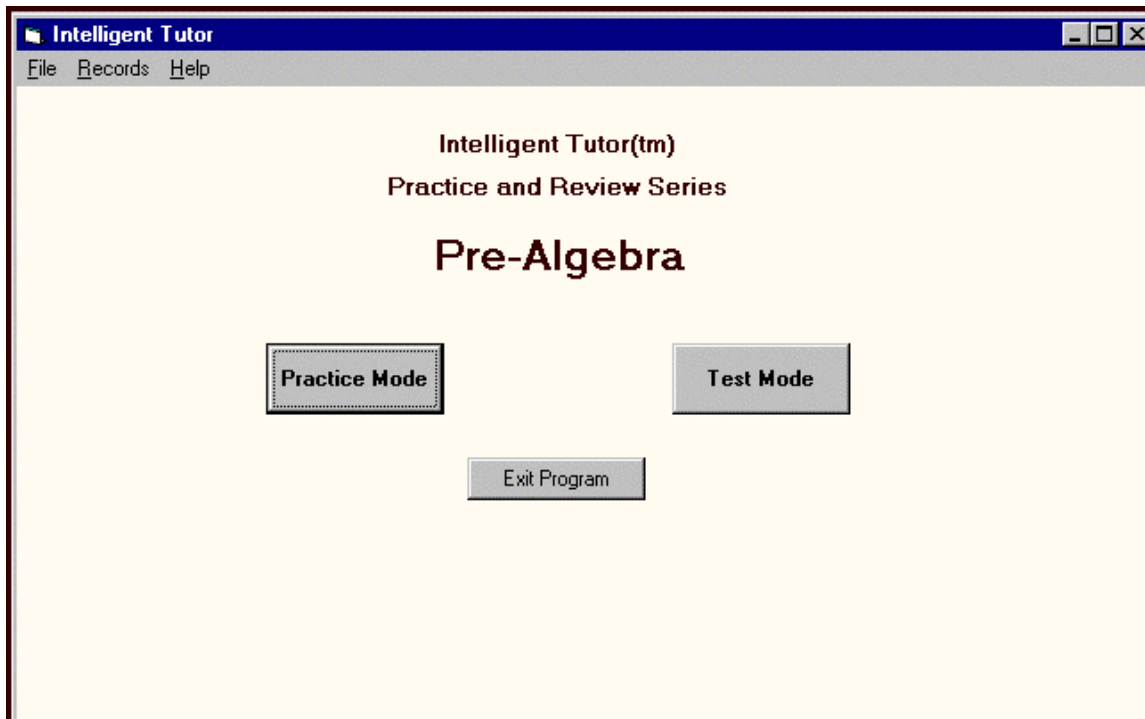 Intelligent Tutor
File Records Help
Intelligent Tutor(tm)
Practice and Review Series
Pre-Algebra
Practice Mode Test Mode
Exit Program